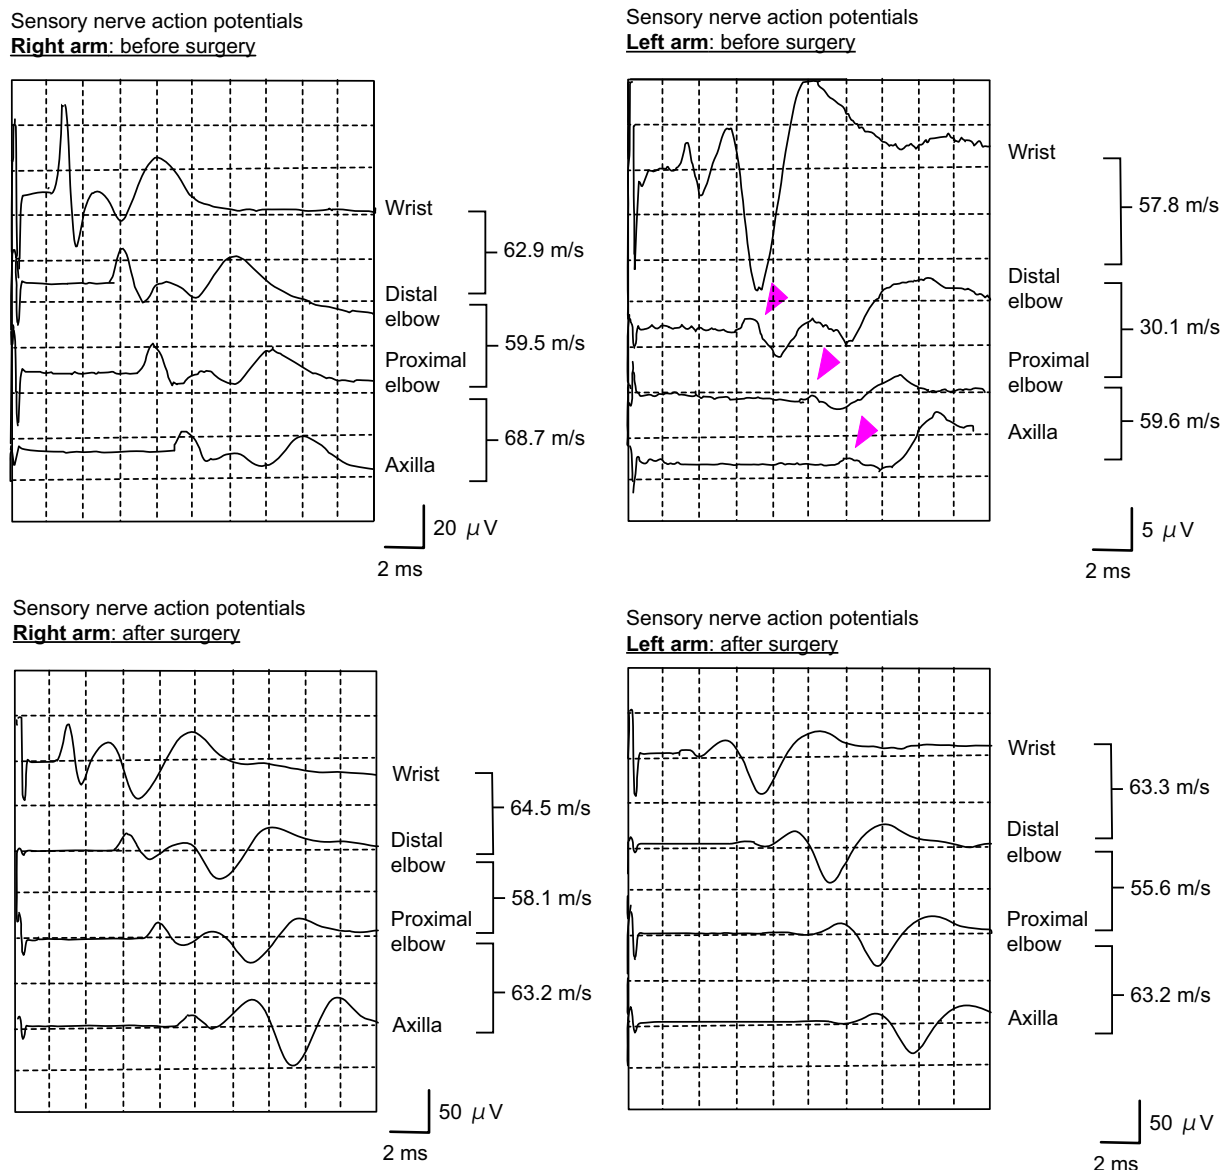 Sensory nerve action potentials
Right arm: before surgery
Wrist
62.9 m/s
Distal
elbow
59.5 m/s
Proximal
elbow
68.7 m/s
Axilla
20 μV
2 ms
Sensory nerve action potentials
Left arm: before surgery
Wrist
57.8 m/s
Distal
elbow
30.1 m/s
Proximal
elbow
59.6 m/s
Axilla
5 μV
2 ms
Sensory nerve action potentials
Right arm: after surgery
Wrist
64.5 m/s
Distal
elbow
58.1 m/s
Proximal
elbow
63.2 m/s
Axilla
50 μV
2 ms
Sensory nerve action potentials
Left arm: after surgery
Wrist
63.3 m/s
Distal
elbow
55.6 m/s
Proximal
elbow
63.2 m/s
Axilla
50 μV
2 ms